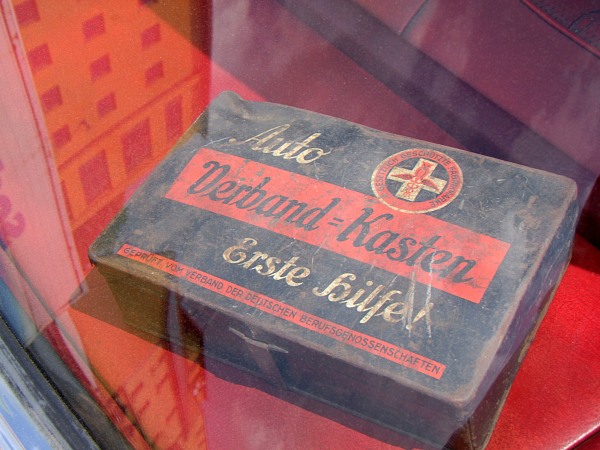 Auto
Verband=Kasten
Erste Hilfe!
GEPRÜFT VOM VERBAND DER DEUTSCHEN BERUFSGENOSSENSCHAFTEN